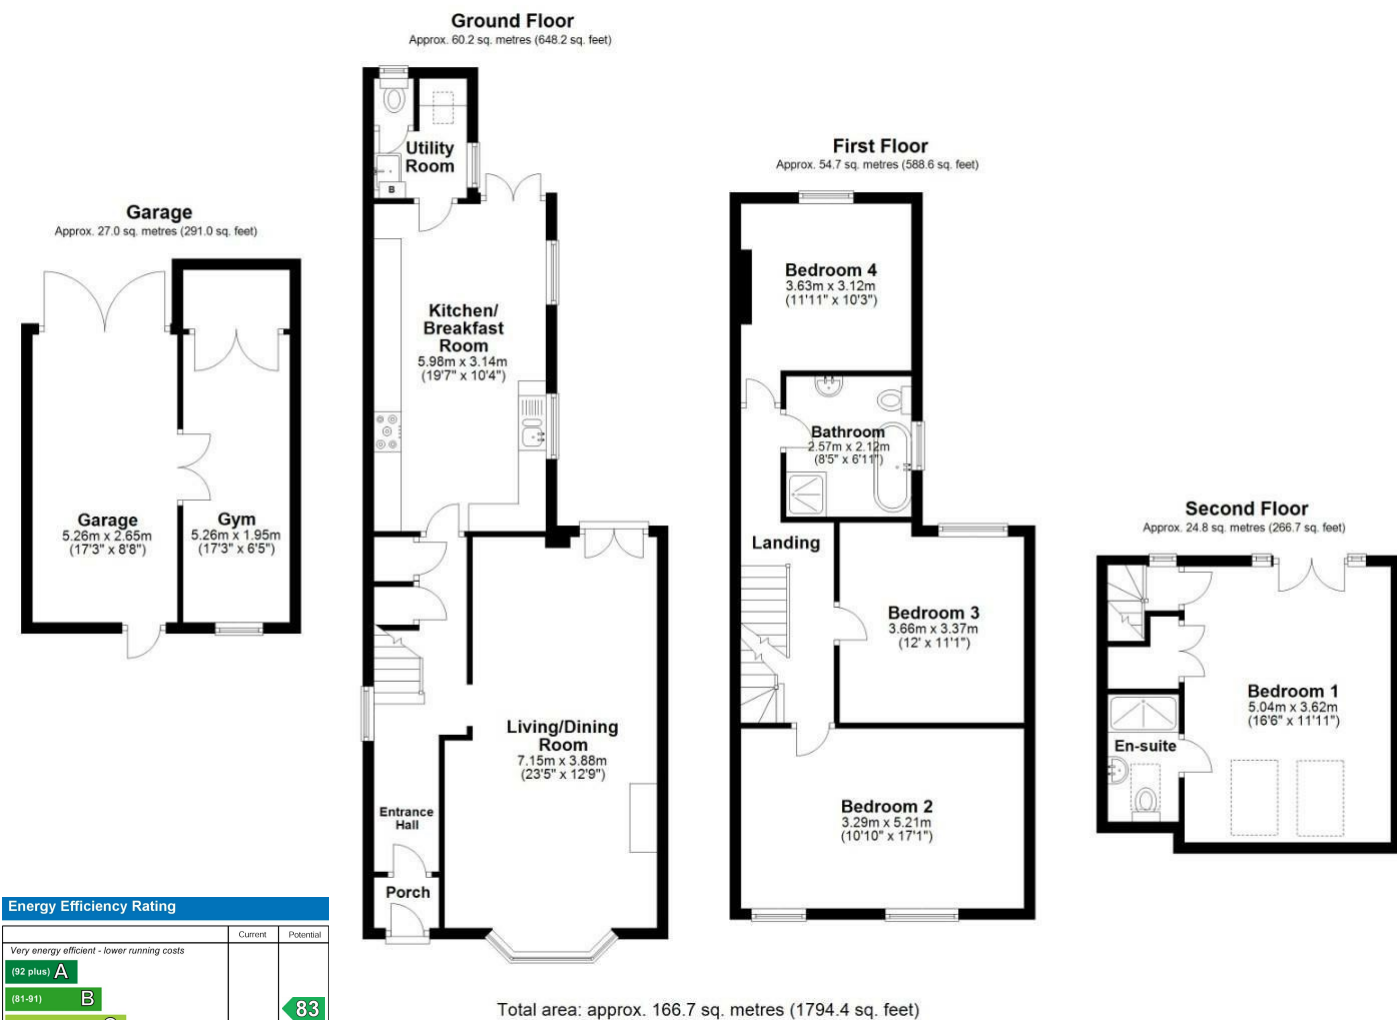 Ground Floor
Approx. 60.2 sq. metres (648.2 sq. feet)
Utility
Room
B
Kitchen/
Breakfast
Room
5.98m x 3.14m
(19'7" x 10'4")
Living/Dining
Room
7.15m x 3.88m
(23'5" x 12'9")
Entrance
Hall
Porch
First Floor
Approx. 54.7 sq. metres (588.6 sq. feet)
Bedroom 4
3.63m x 3.12m
(11'11" x 10'3")
Bathroom
2.57m x 2.12m
(8'5" x 6'11")
Landing
Bedroom 3
3.66m x 3.37m
(12' x 11'1")
Bedroom 2
3.29m x 5.21m
(10'10" x 17'1")
Garage
Approx. 27.0 sq. metres (291.0 sq. feet)
Garage
5.26m x 2.65m
(17'3" x 8'8")
Gym
5.26m x 1.95m
(17'3" x 6'5")
Second Floor
Approx. 24.8 sq. metres (266.7 sq. feet)
Bedroom 1
5.04m x 3.62m
(16'6" x 11'11")
En-suite
Energy Efficiency Rating
Current Potential
Very energy efficient - lower running costs
(92 plus) A
(81-91) B
83
Total area: approx. 166.7 sq. metres (1794.4 sq. feet)